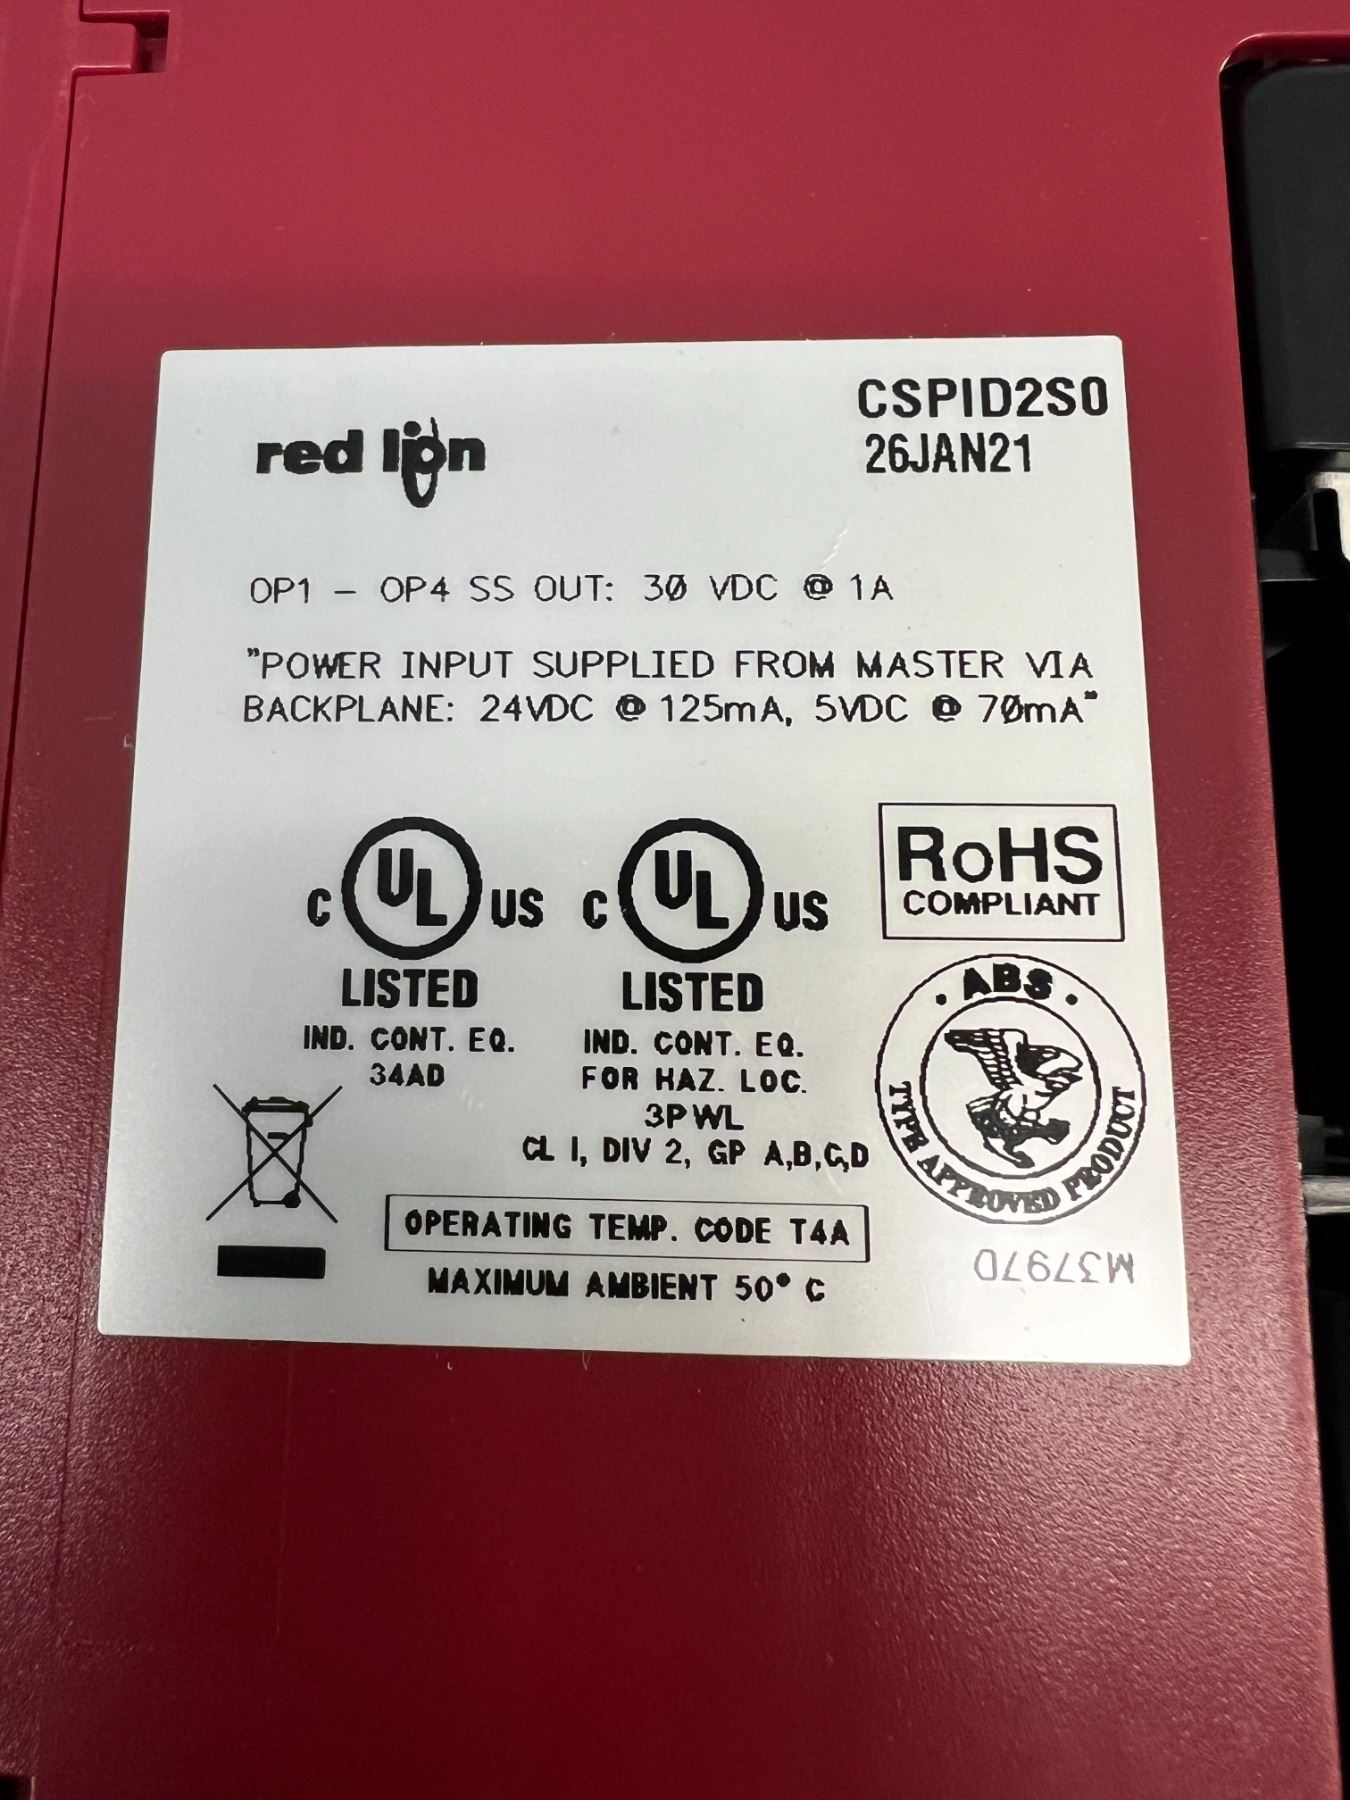 red lion
CSPID2S0
26JAN21
OP1 – OP4 SS OUT: 30 VDC @ 1A
"POWER INPUT SUPPLIED FROM MASTER VIA
BACKPLANE: 24VDC @ 125mA, 5VDC @ 70mA"
C UL US
LISTED
IND. CONT. EQ.
34AD
C UL US
LISTED
IND. CONT. EQ.
FOR HAZ. LOC.
3PWL
CL I, DIV 2, GP A,B,C,D
RoHS
COMPLIANT
ABS
TYPE APPROVED PRODUCT
OPERATING TEMP. CODE T4A
MAXIMUM AMBIENT 50° C
M3797D